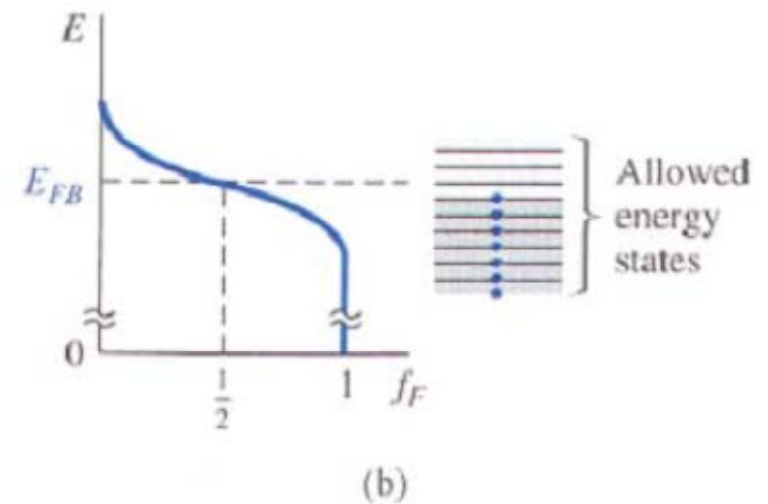 E
E_FB
0
1/2
1
f_F
Allowed
energy
states
(b)